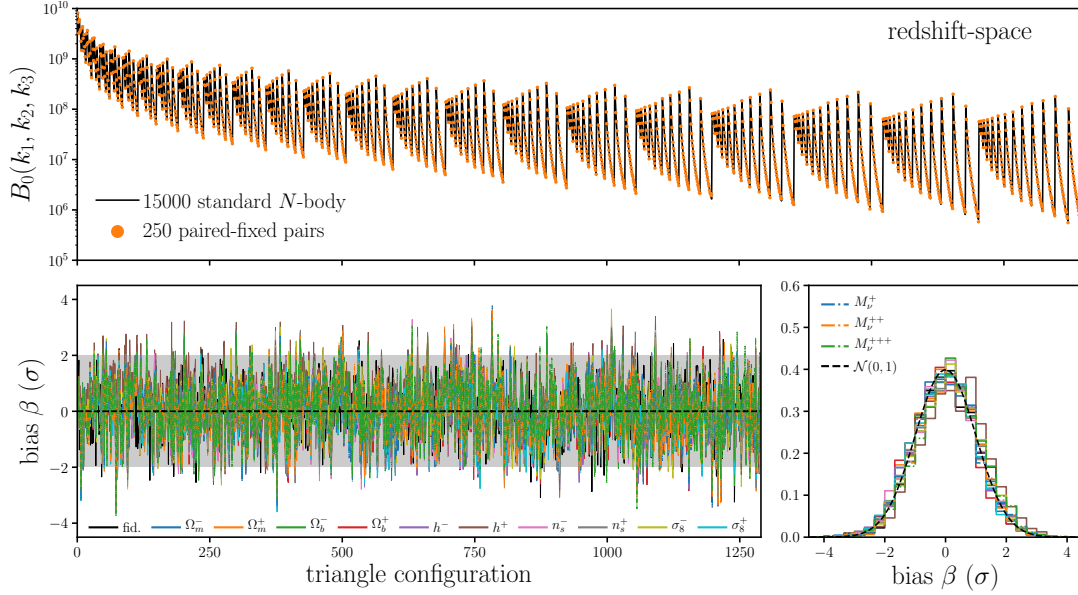 10^{10}
redshift-space
10^9
10^8
10^7
10^6
10^5
B_0(k_1, k_2, k_3)
15000 standard N-body
250 paired-fixed pairs
4
2
0
−2
−4
bias β (σ)
fid. Ω_m^- Ω_m^+ Ω_b^- Ω_b^+ h^- h^+ n_s^- n_s^+ σ_8^- σ_8^+
0 250 500 750 1000 1250
triangle configuration
0.6
0.5
0.4
0.3
0.2
0.1
0.0
M_ν^+
M_ν^{++}
M_ν^{+++}
N(0, 1)
−4 −2 0 2 4
bias β (σ)